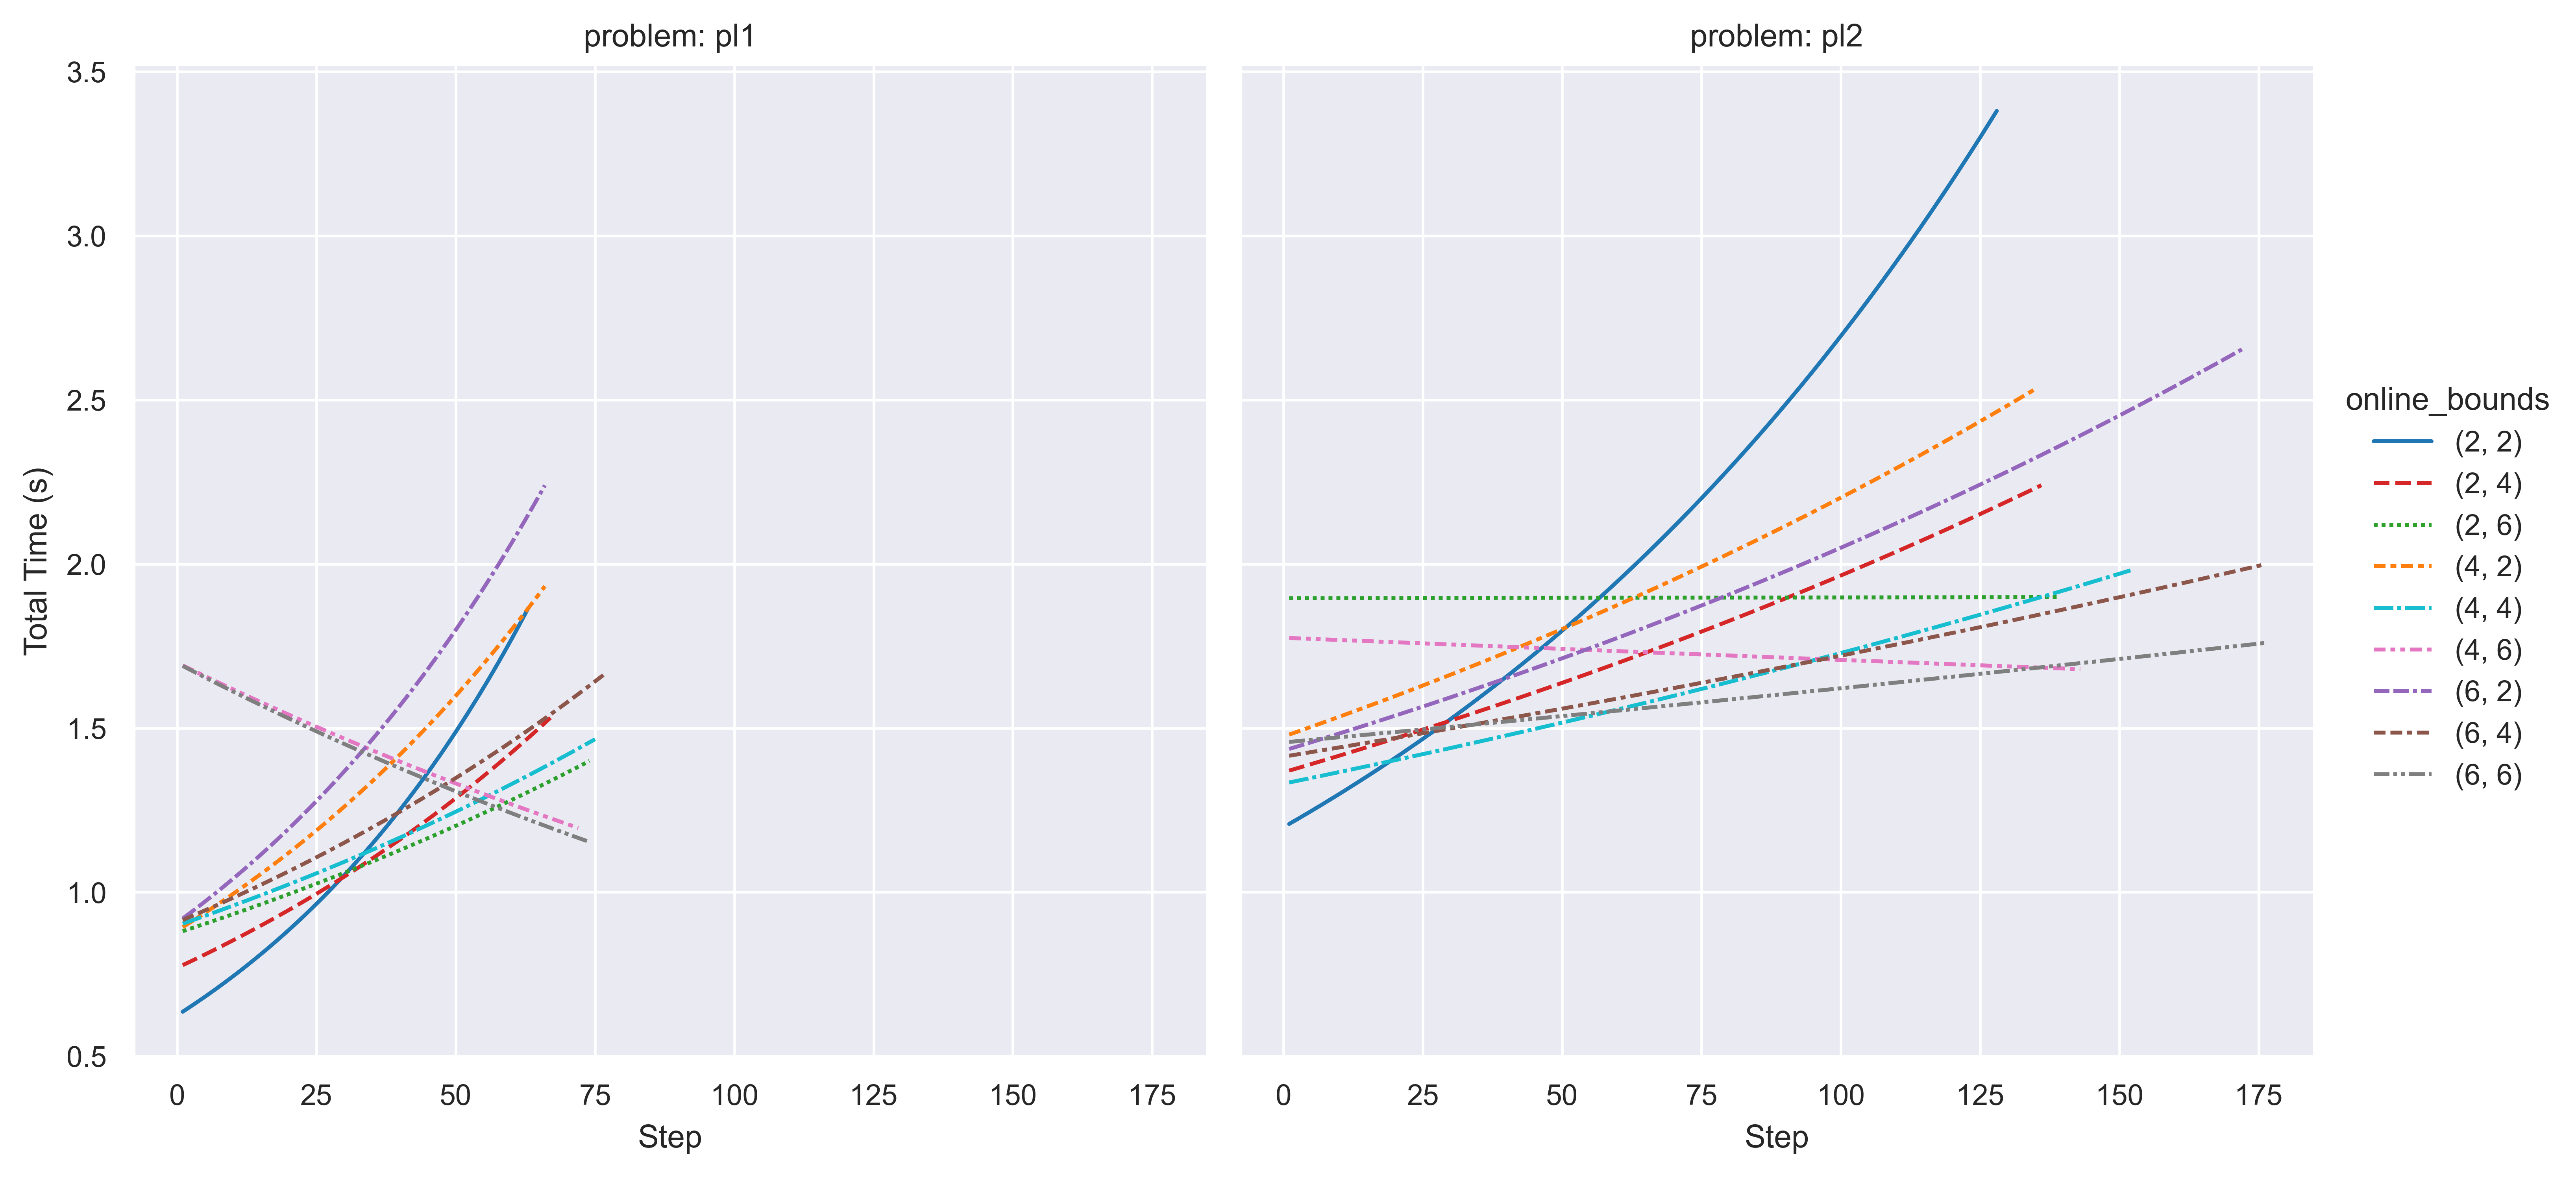 problem: pl1
problem: pl2
3.5
3.0
2.5
2.0
1.5
1.0
0.5
Total Time (s)
0 25 50 75 100 125 150 175
Step
0 25 50 75 100 125 150 175
Step
online_bounds
(2, 2)
(2, 4)
(2, 6)
(4, 2)
(4, 4)
(4, 6)
(6, 2)
(6, 4)
(6, 6)